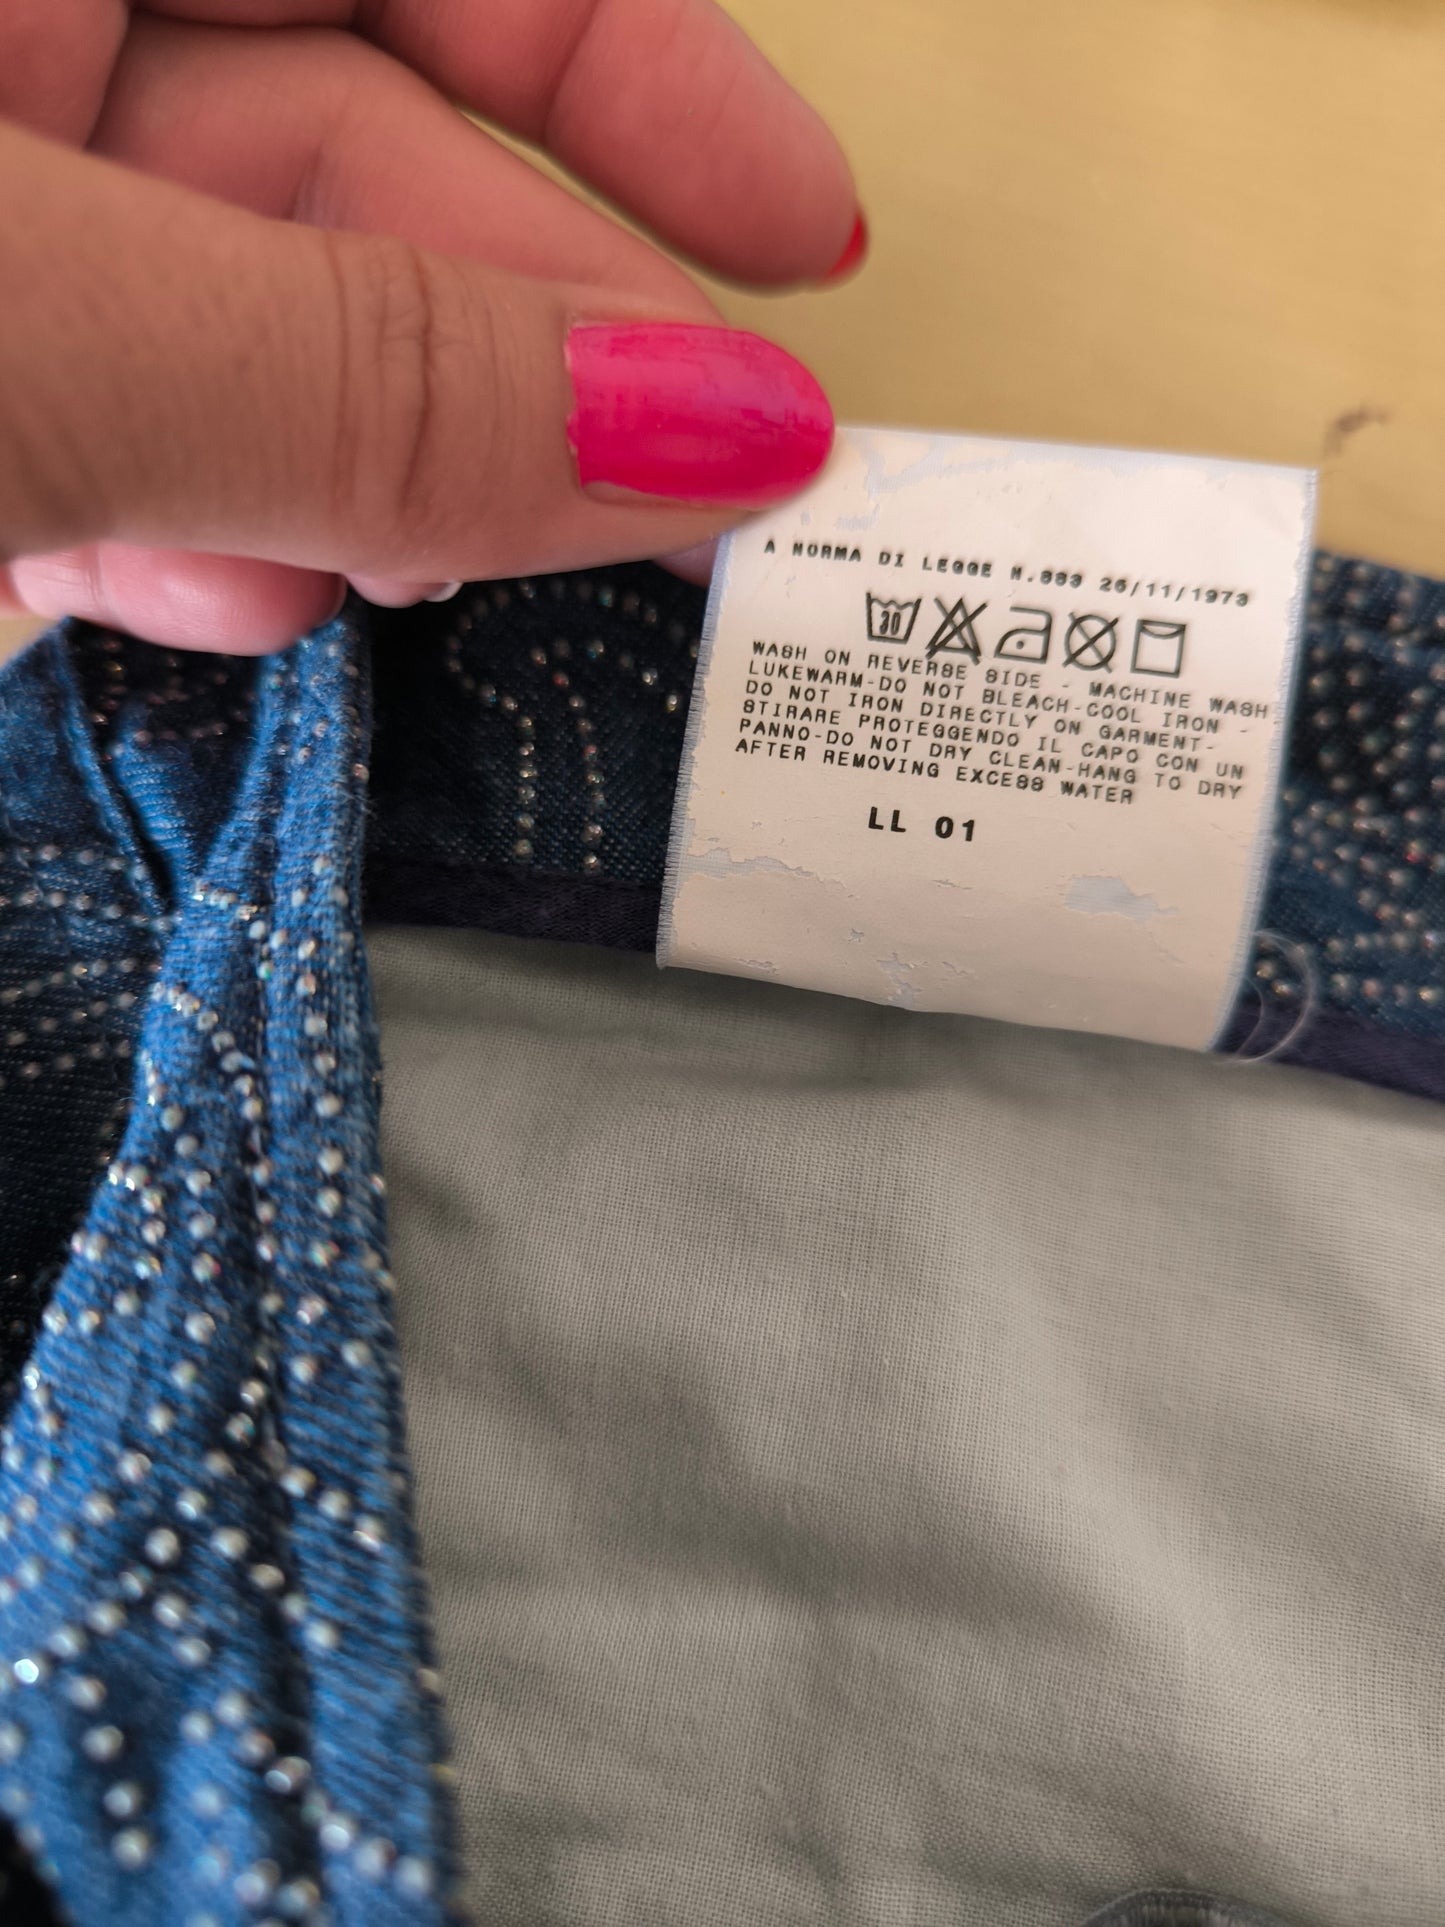 A NORMA DI LEGGE N.883 26/11/1973
30
WASH ON REVERSE SIDE - MACHINE WASH
LUKEWARM-DO NOT BLEACH-COOL IRON -
DO NOT IRON DIRECTLY ON GARMENT-
STIRARE PROTEGGENDO IL CAPO CON UN
PANNO-DO NOT DRY CLEAN-HANG TO DRY
AFTER REMOVING EXCESS WATER
LL 01